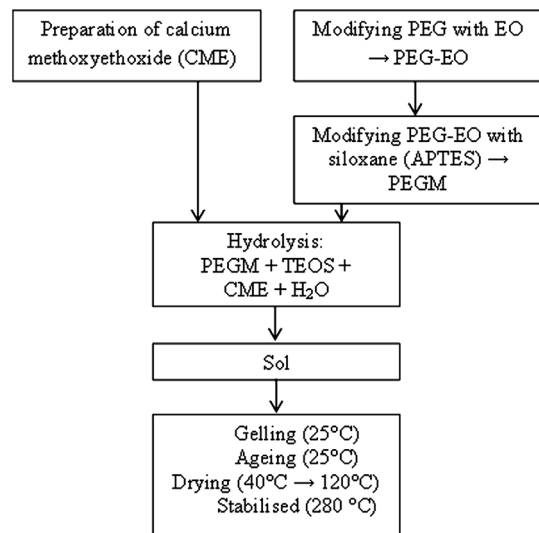 Preparation of calcium
methoxyethoxide (CME)
Modifying PEG with EO
→ PEG-EO
Modifying PEG-EO with
siloxane (APTES) →
PEGM
Hydrolysis:
PEGM + TEOS +
CME + H₂O
Sol
Gelling (25°C)
Ageing (25°C)
Drying (40°C → 120°C)
Stabilised (280 °C)